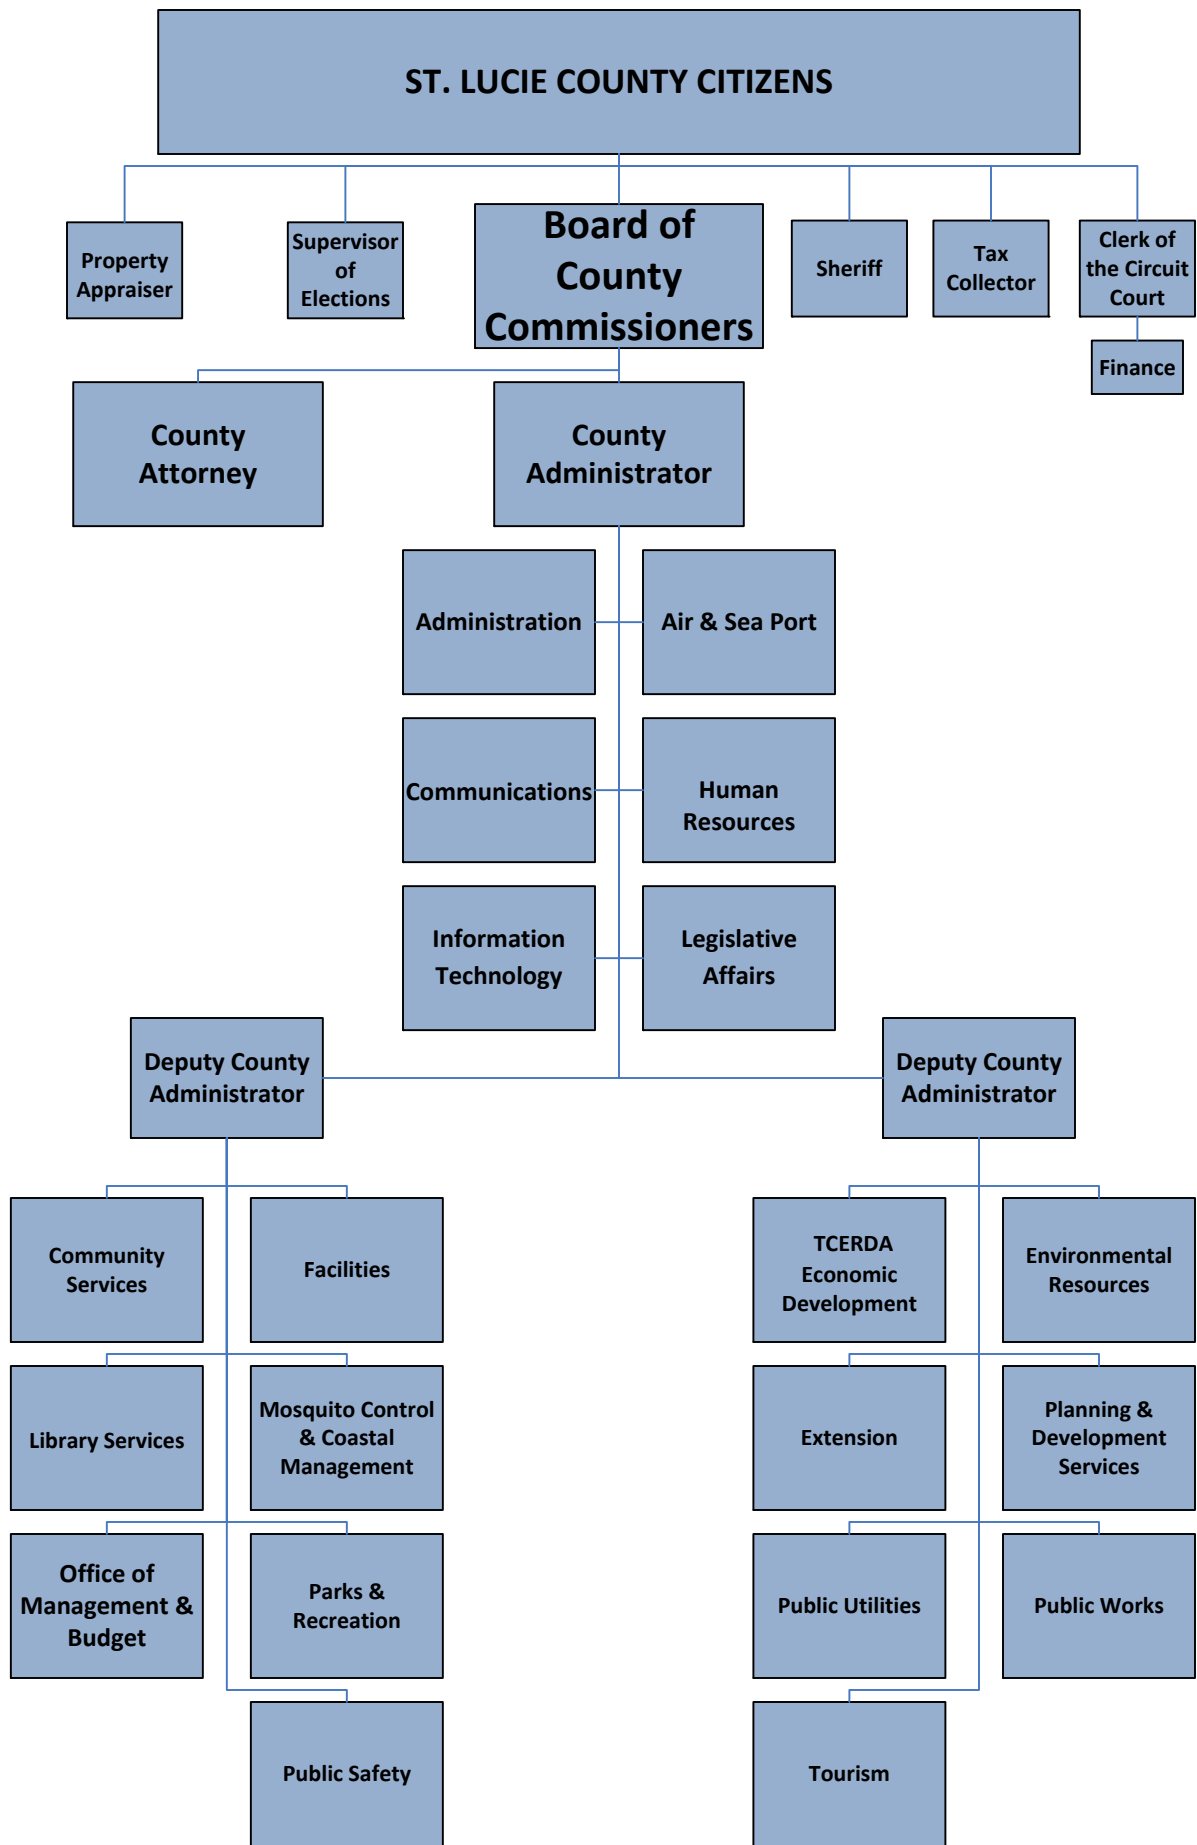 ST. LUCIE COUNTY CITIZENS
Property
Appraiser
Supervisor
of
Elections
Board of
County
Commissioners
Sheriff
Tax
Collector
Clerk of
the Circuit
Court
Finance
County
Attorney
County
Administrator
Administration
Air & Sea Port
Communications
Human
Resources
Information
Technology
Legislative
Affairs
Deputy County
Administrator
Deputy County
Administrator
Community
Services
Facilities
TCERDA
Economic
Development
Environmental
Resources
Library Services
Mosquito Control
& Coastal
Management
Extension
Planning &
Development
Services
Office of
Management &
Budget
Parks &
Recreation
Public Utilities
Public Works
Public Safety
Tourism